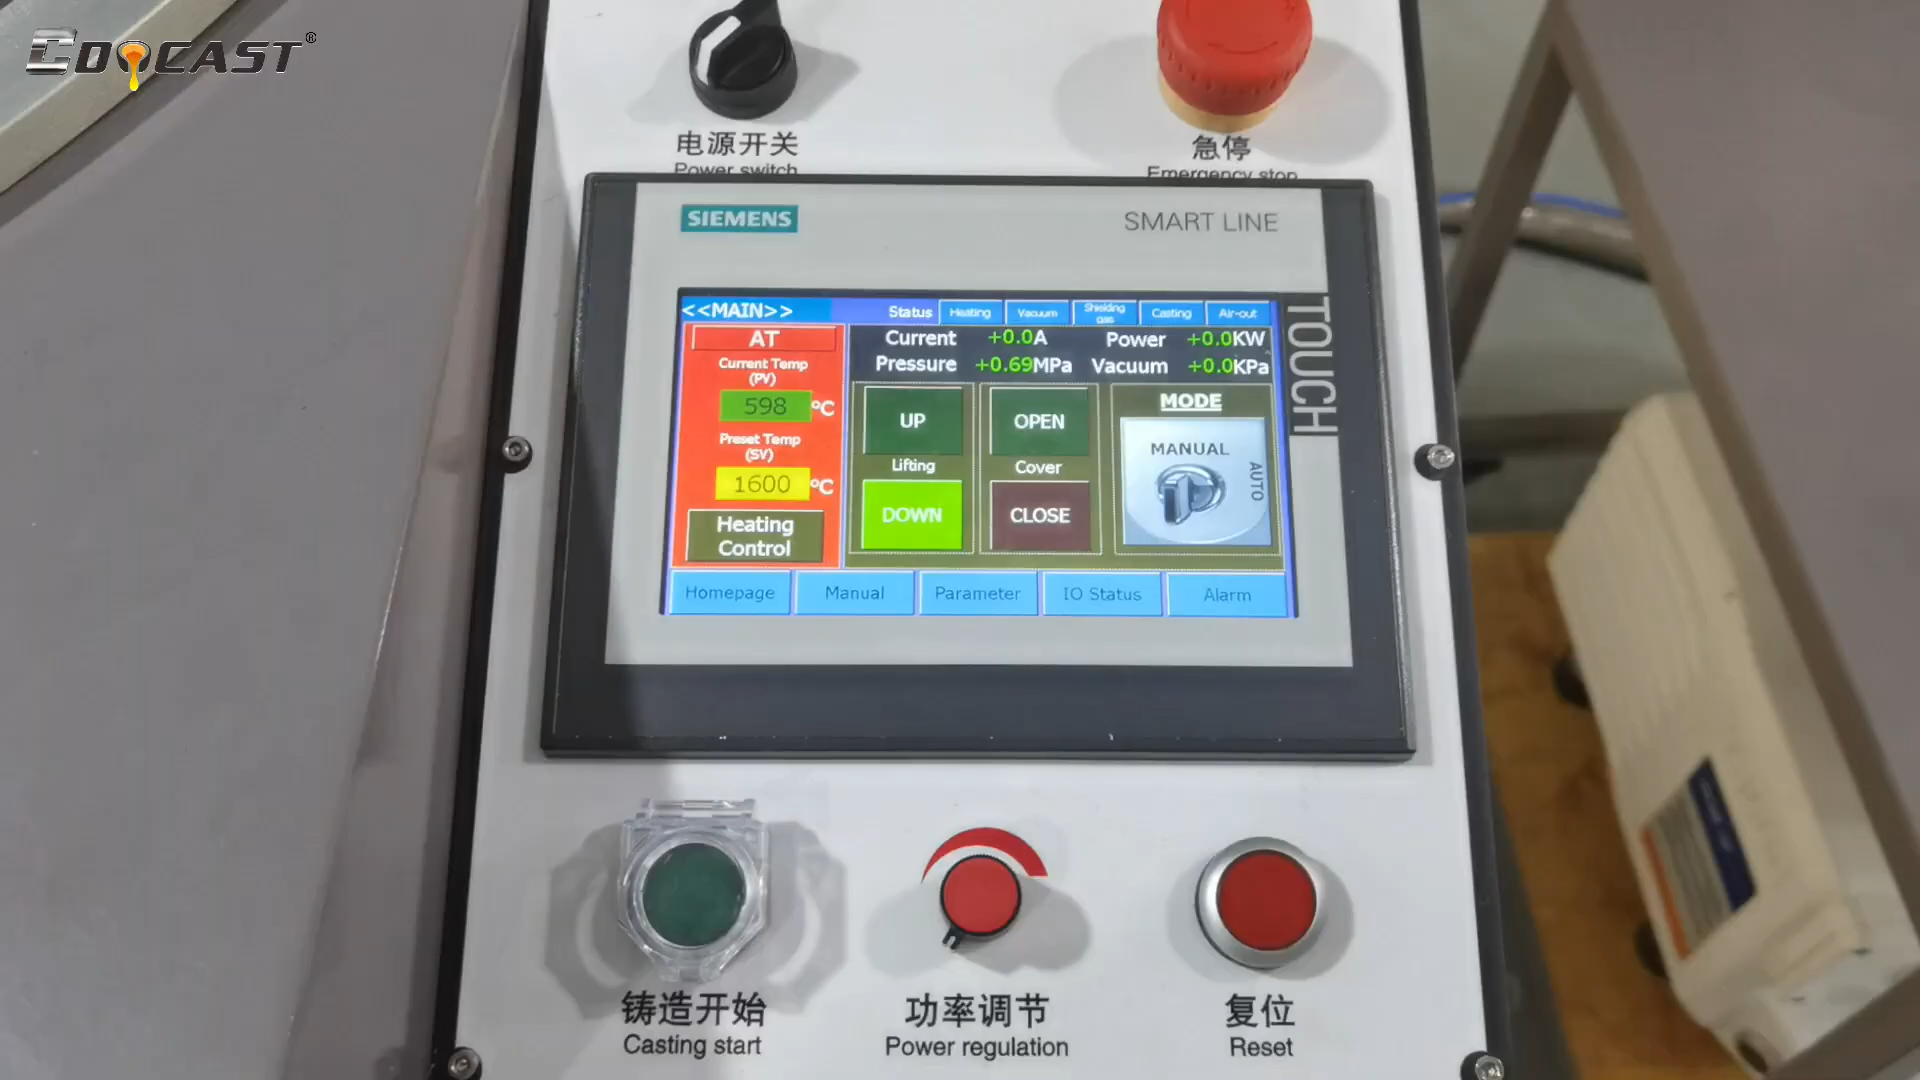 COOCAST®
电源开关
Power switch
急停
Emergency stop
SIEMENS
SMART LINE
TOUCH
<<MAIN>>
Status
Heating
Vacuum
Shielding gas
Casting
Air-out
AT
Current Temp
(PV)
598 °C
Preset Temp
(SV)
1600 °C
Heating
Control
Current +0.0A Power +0.0KW
Pressure +0.69MPa Vacuum +0.0KPa
UP
Lifting
DOWN
OPEN
Cover
CLOSE
MODE
MANUAL
AUTO
Homepage
Manual
Parameter
IO Status
Alarm
铸造开始
Casting start
功率调节
Power regulation
复位
Reset